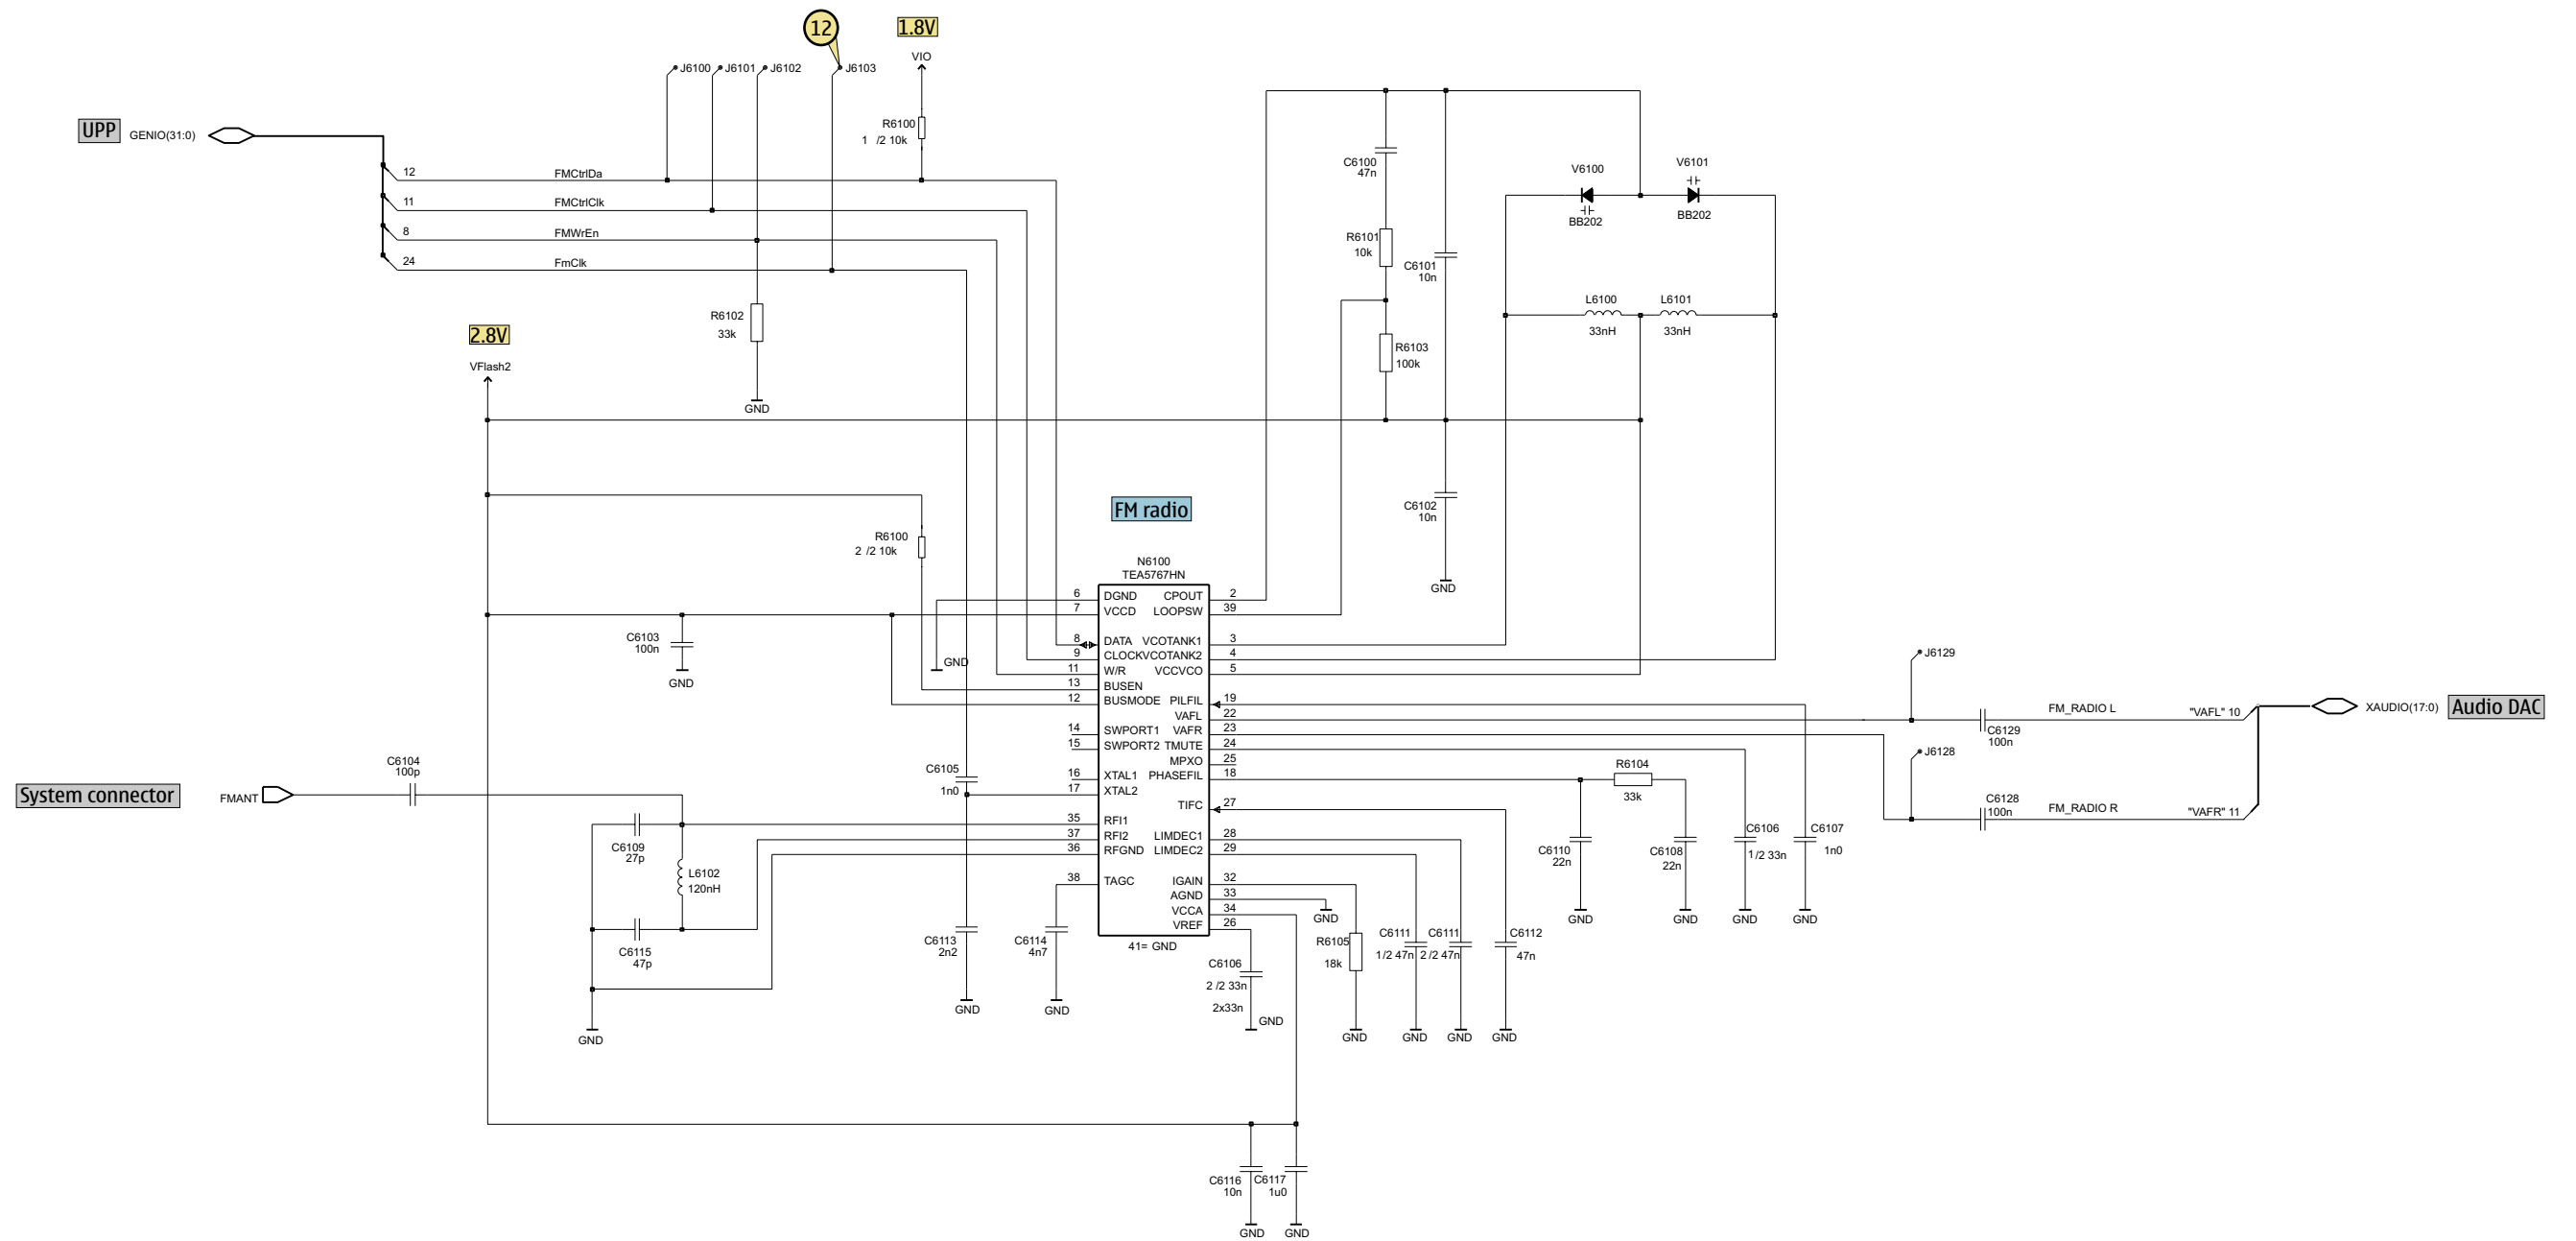 12
1.8V
VIO
J6100
J6101
J6102
J6103
UPP
GENIO(31:0)
R6100
1 /2 10k
12
FMCtrlDa
11
FMCtrlClk
8
FMWrEn
24
FmClk
C6100
47n
V6100
BB202
V6101
BB202
R6101
10k
C6101
10n
L6100
33nH
L6101
33nH
R6102
33k
GND
R6103
100k
2.8V
VFlash2
C6102
10n
GND
FM radio
R6100
2 /2 10k
N6100
TEA5767HN
6
DGND
CPOUT
2
7
VCCD
LOOPSW
39
8
DATA
VCOTANK1
3
9
CLOCK
VCOTANK2
4
11
W/R
VCCVCO
5
13
BUSEN
12
BUSMODE
PILFIL
19
VAFL
22
14
SWPORT1
VAFR
23
15
SWPORT2
TMUTE
24
MPXO
25
16
XTAL1
PHASEFIL
18
17
XTAL2
TIFC
27
35
RFI1
37
RFI2
LIMDEC1
28
36
RFGND
LIMDEC2
29
38
TAGC
IGAIN
32
AGND
33
VCCA
34
VREF
26
41= GND
C6103
100n
GND
GND
J6129
C6129
100n
FM_RADIO L
"VAFL" 10
XAUDIO(17:0)
Audio DAC
J6128
C6128
100n
FM_RADIO R
"VAFR" 11
System connector
FMANT
C6104
100p
C6105
1n0
C6109
27p
L6102
120nH
C6115
47p
GND
C6113
2n2
GND
C6114
4n7
GND
C6106
2 /2 33n
2x33n
GND
GND
R6105
18k
GND
C6111
1/2 47n
GND
C6111
2 /2 47n
GND
C6112
47n
GND
R6104
33k
C6110
22n
GND
C6108
22n
GND
C6106
1/2 33n
GND
C6107
1n0
GND
C6116
10n
GND
C6117
1u0
GND